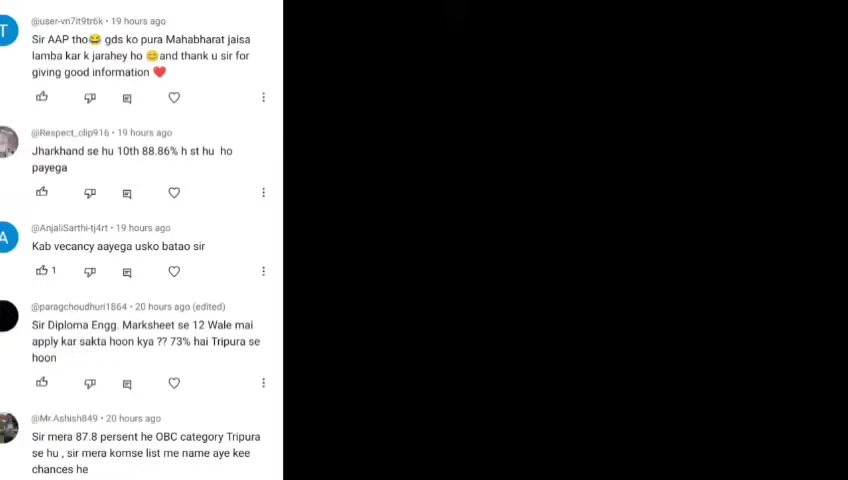 T
@user-vn7it9tr6k • 19 hours ago
Sir AAP tho😂 gds ko pura Mahabharat jaisa
lamba kar k jarahey ho 😊and thank u sir for
giving good information ❤️
@Respect_clip916 • 19 hours ago
Jharkhand se hu 10th 88.86% h st hu ho
payega
A
@AnjaliSarthi-tj4rt • 19 hours ago
Kab vecancy aayega usko batao sir
1
@paragchoudhuri1864 • 20 hours ago (edited)
Sir Diploma Engg. Marksheet se 12 Wale mai
apply kar sakta hoon kya ?? 73% hai Tripura se
hoon
@Mr.Ashish849 • 20 hours ago
Sir mera 87.8 persent he OBC category Tripura
se hu , sir mera komse list me name aye kee
chances he